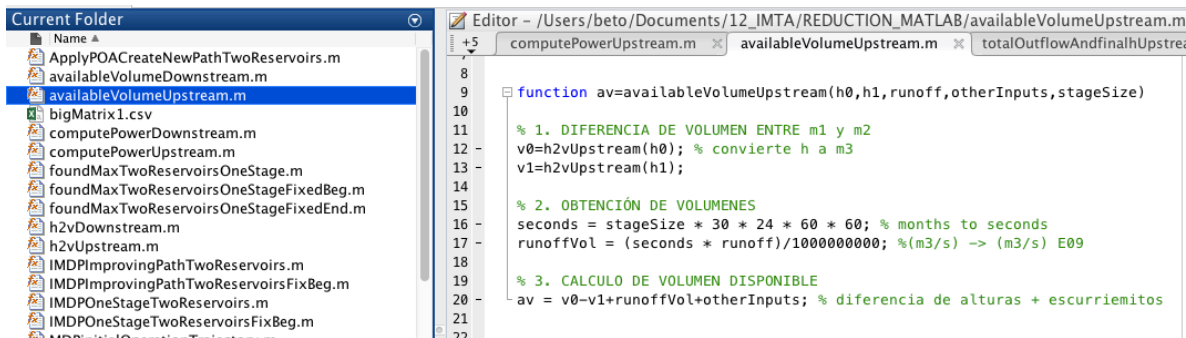 Current Folder
Name
ApplyPOACreateNewPathTwoReservoirs.m
availableVolumeDownstream.m
availableVolumeUpstream.m
bigMatrix1.csv
computePowerDownstream.m
computePowerUpstream.m
foundMaxTwoReservoirsOneStage.m
foundMaxTwoReservoirsOneStageFixedBeg.m
foundMaxTwoReservoirsOneStageFixedEnd.m
h2vDownstream.m
h2vUpstream.m
IMDPImprovingPathTwoReservoirs.m
IMDPImprovingPathTwoReservoirsFixBeg.m
IMDPOneStageTwoReservoirs.m
IMDPOneStageTwoReservoirsFixBeg.m
Editor - /Users/beto/Documents/12_IMTA/REDUCTION_MATLAB/availableVolumeUpstream.m
+5 computePowerUpstream.m availableVolumeUpstream.m totalOutflowAndfinalhUpstrea
8
9 function av=availableVolumeUpstream(h0,h1,runoff,otherInputs,stageSize)
10
11 % 1. DIFERENCIA DE VOLUMEN ENTRE m1 y m2
12 - v0=h2vUpstream(h0); % convierte h a m3
13 - v1=h2vUpstream(h1);
14
15 % 2. OBTENCIÓN DE VOLUMENES
16 - seconds = stageSize * 30 * 24 * 60 * 60; % months to seconds
17 - runoffVol = (seconds * runoff)/1000000000; %(m3/s) -> (m3/s) E09
18
19 % 3. CALCULO DE VOLUMEN DISPONIBLE
20 - av = v0-v1+runoffVol+otherInputs; % diferencia de alturas + escurriemitos
21
22